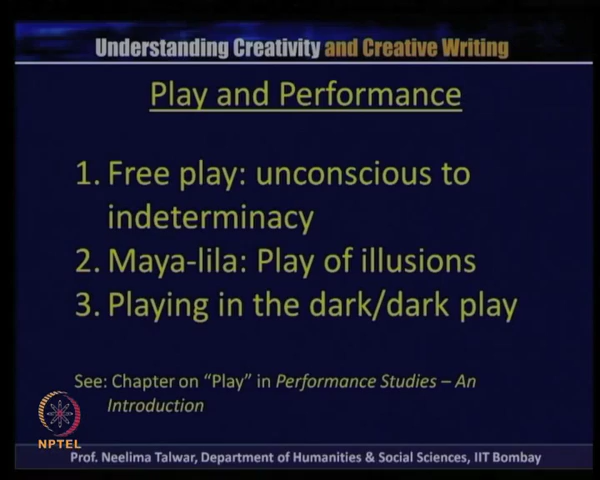 Understanding Creativity and Creative Writing
Play and Performance
1. Free play: unconscious to
indeterminacy
2. Maya-lila: Play of illusions
3. Playing in the dark/dark play
See: Chapter on “Play” in Performance Studies – An
Introduction
NPTEL
Prof. Neelima Talwar, Department of Humanities & Social Sciences, IIT Bombay